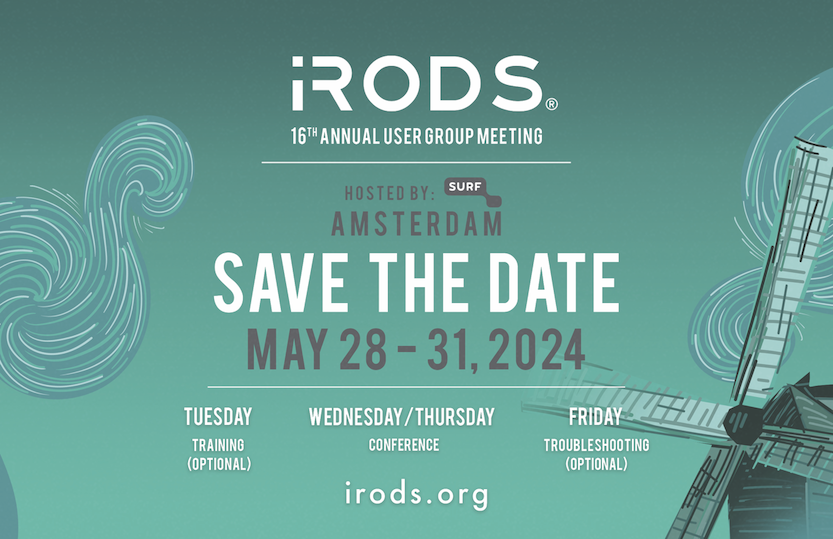 iRODS®
16TH ANNUAL USER GROUP MEETING
HOSTED BY: SURF
AMSTERDAM
SAVE THE DATE
MAY 28 – 31, 2024
TUESDAY WEDNESDAY/THURSDAY FRIDAY
TRAINING CONFERENCE TROUBLESHOOTING
(OPTIONAL) (OPTIONAL)
irods.org